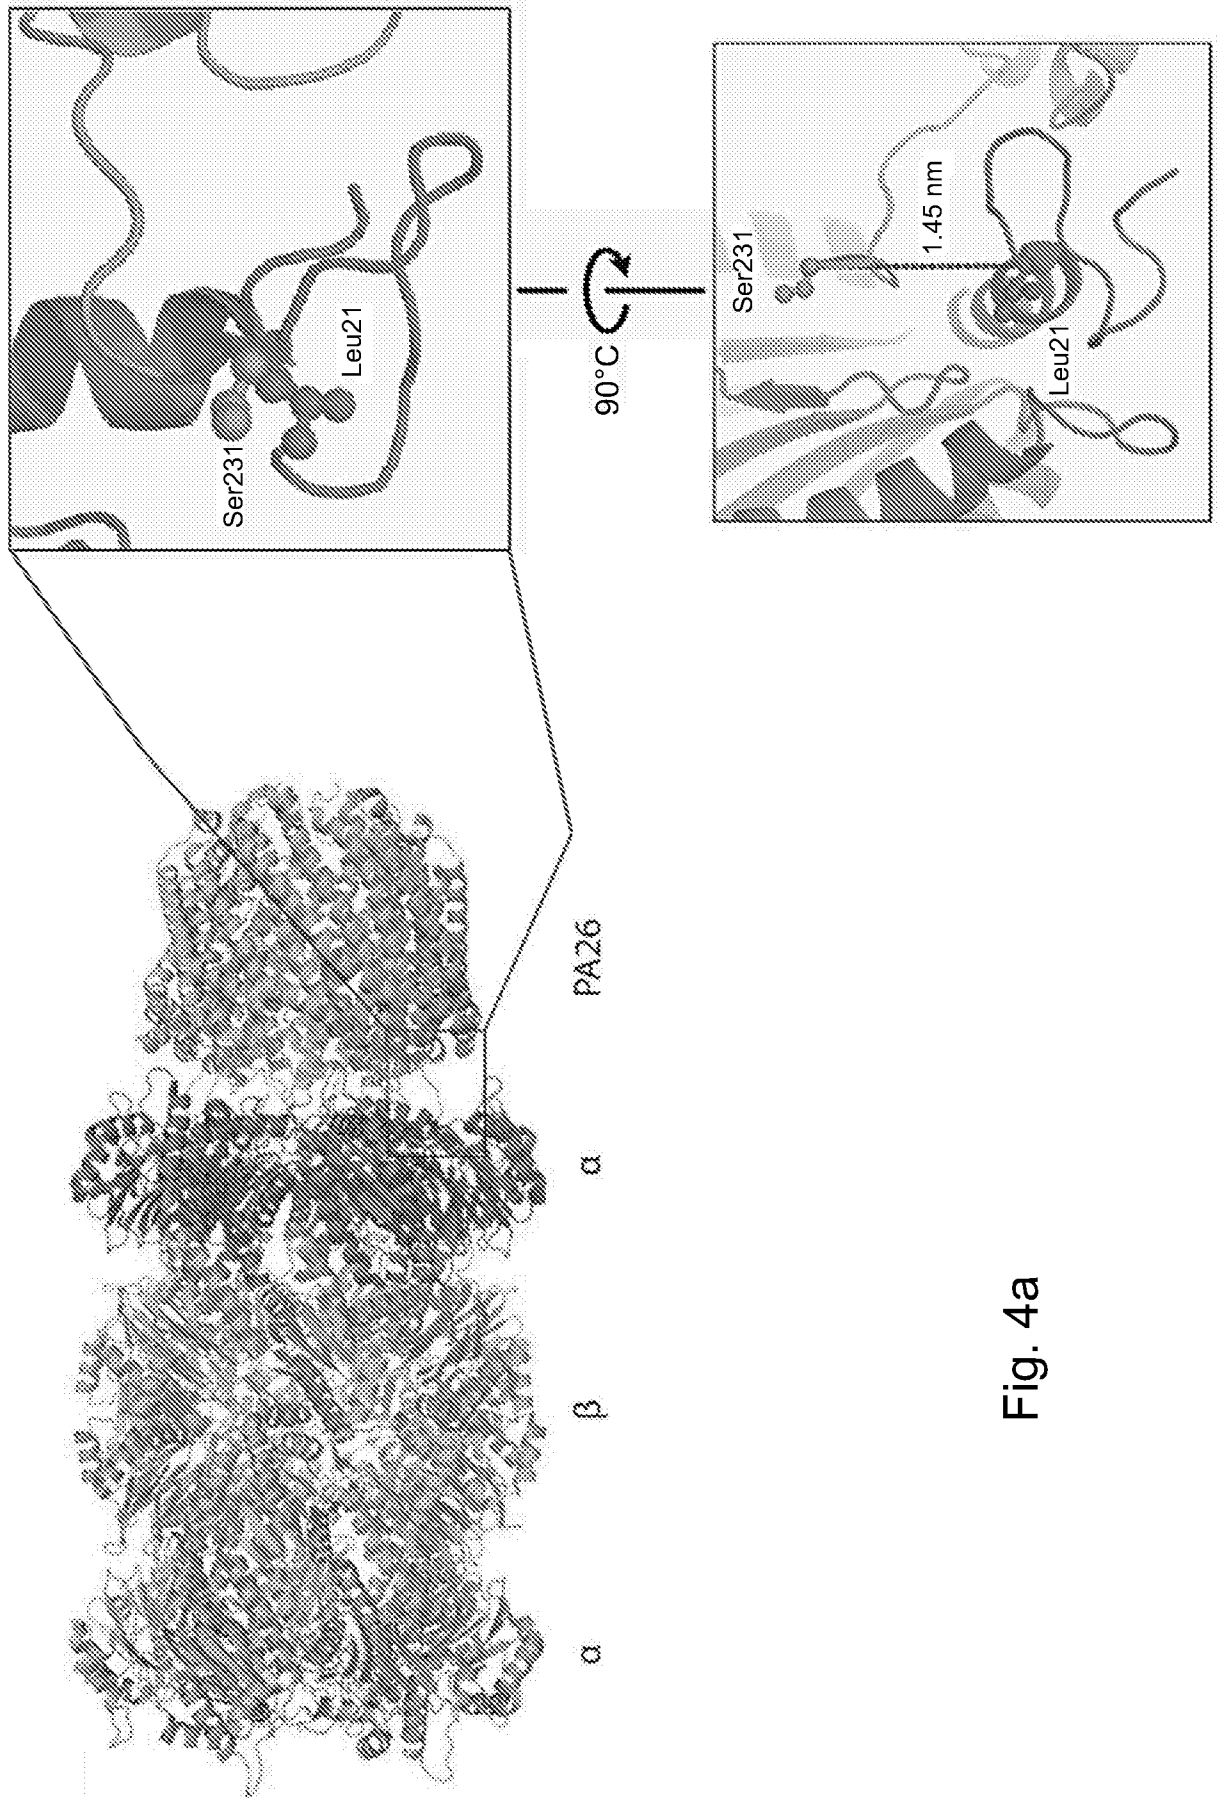 α
β
α
PA26
Ser231
Leu21
90°C
Ser231
1.45 nm
Leu21
Fig. 4a